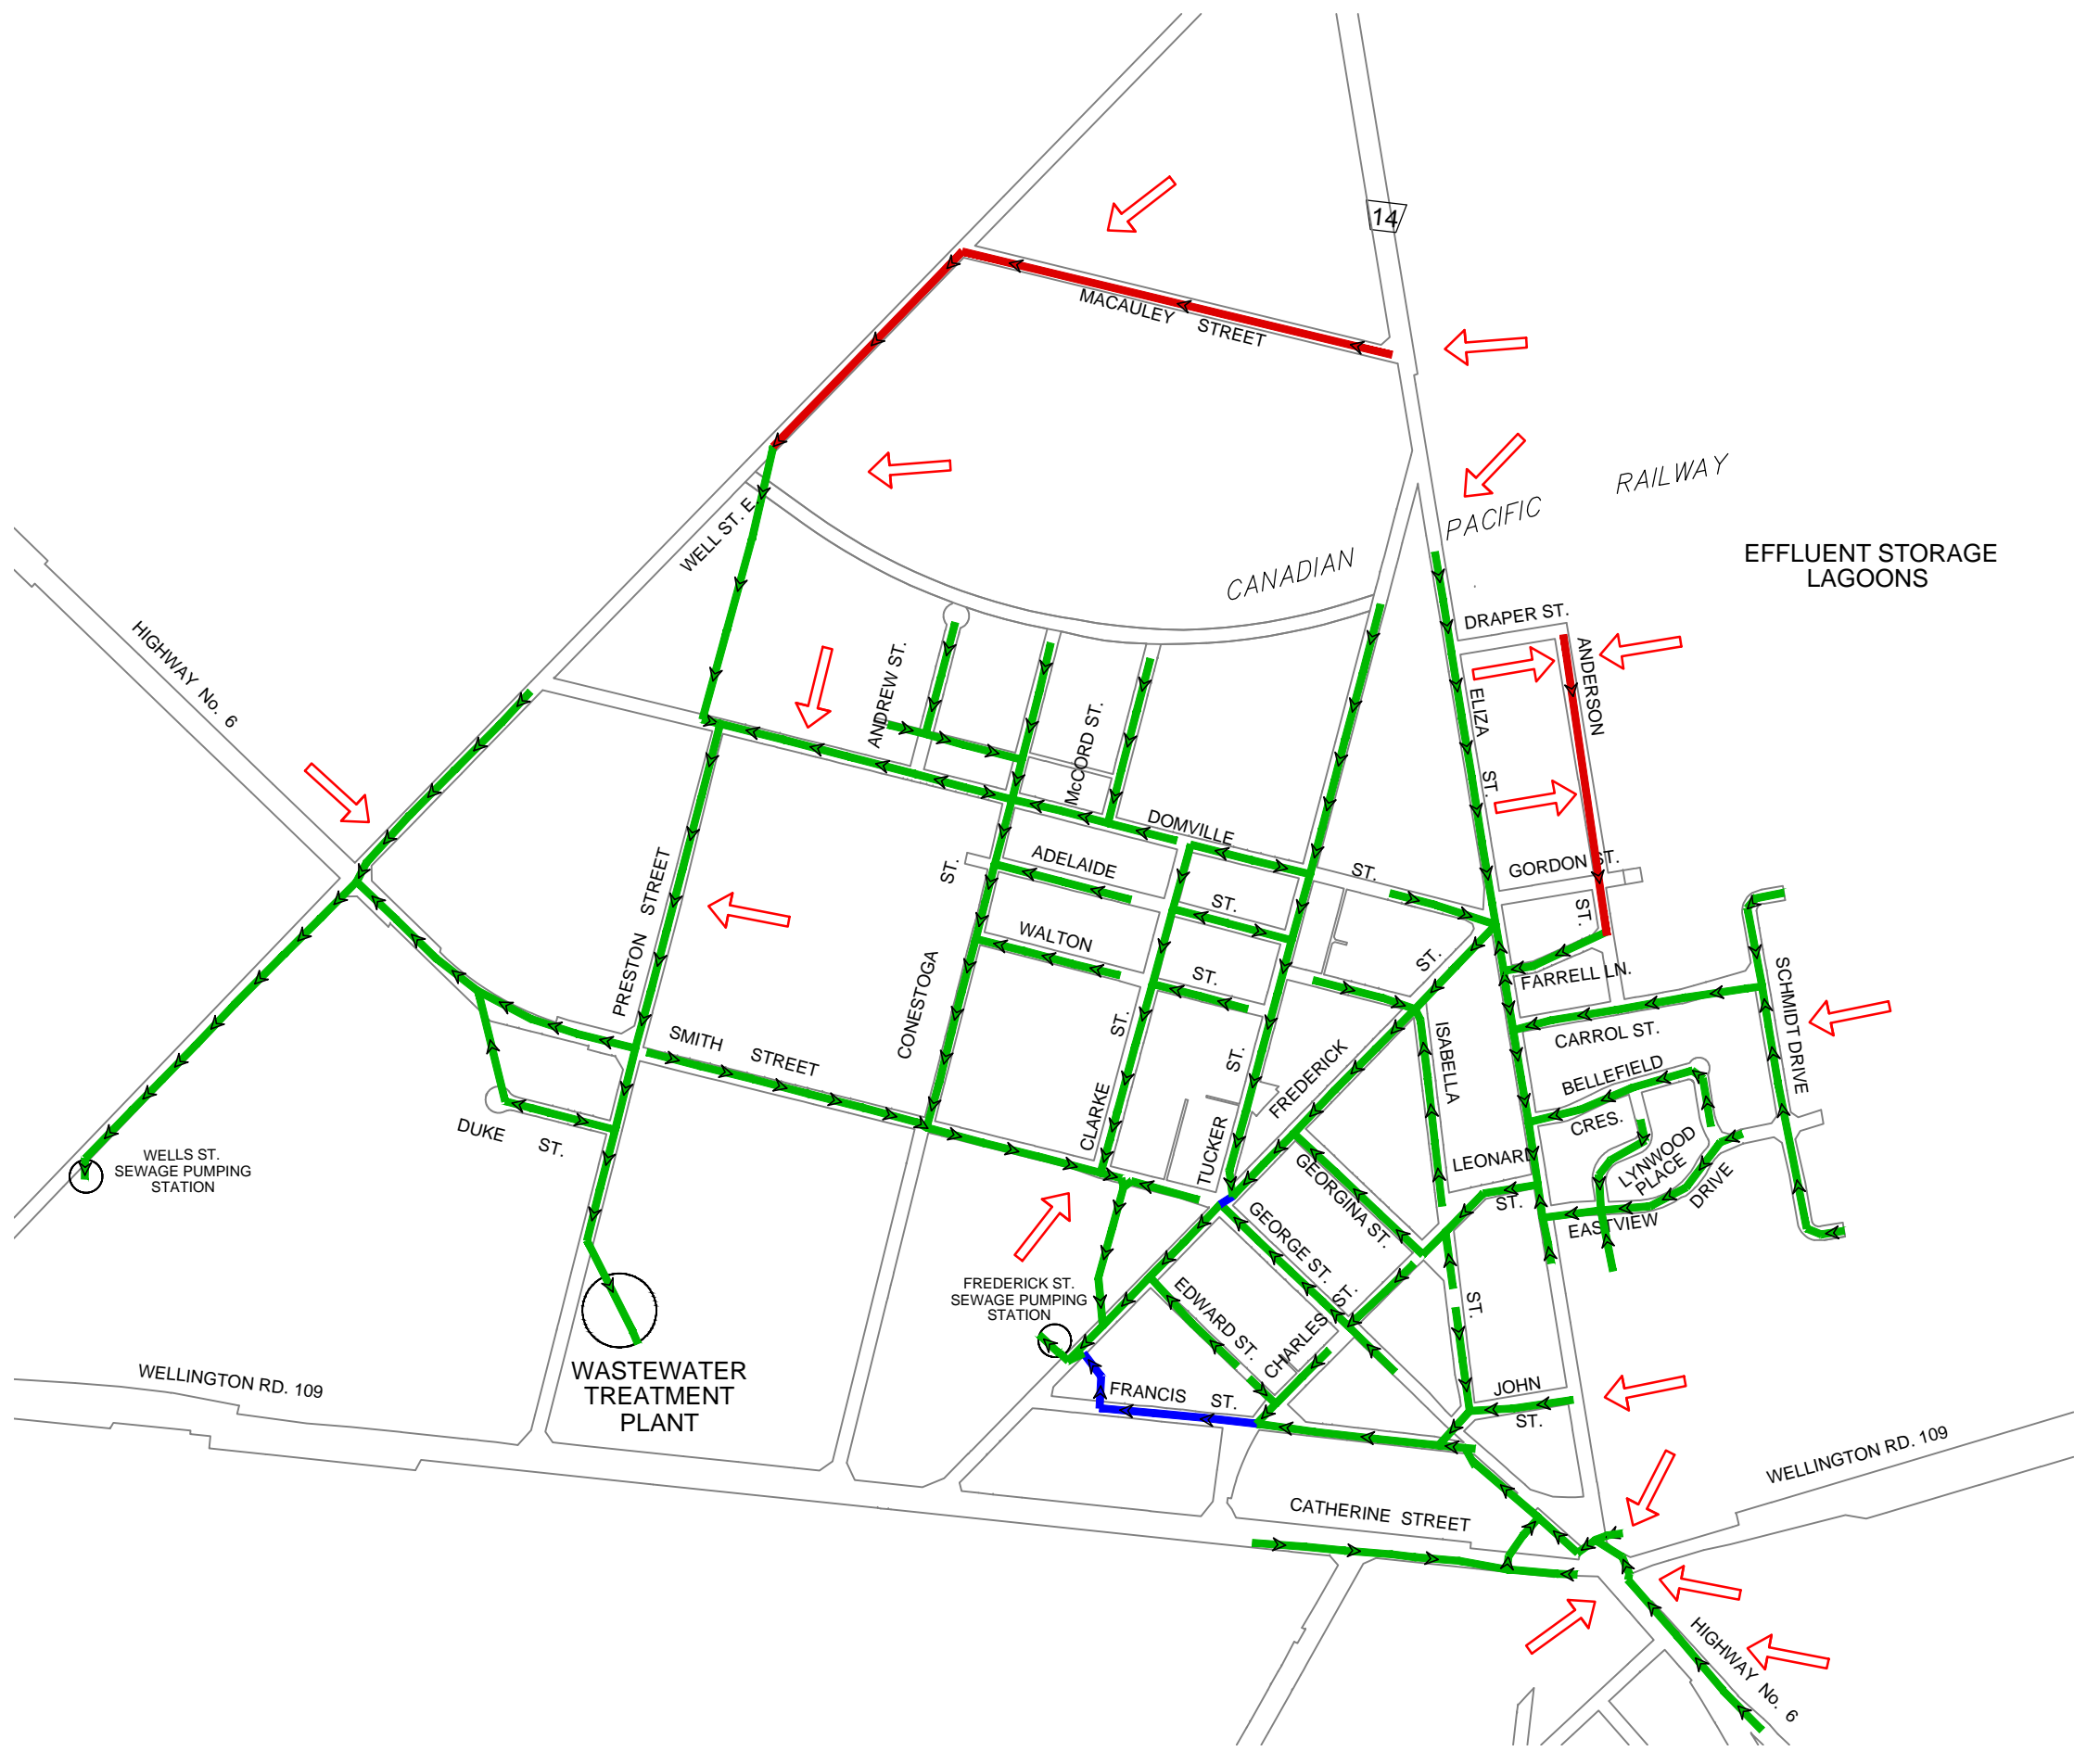 14
MACAULEY STREET
RAILWAY
PACIFIC
CANADIAN
EFFLUENT STORAGE
LAGOONS
WELL ST. E.
HIGHWAY No. 6
DRAPER ST.
ANDERSON
ST.
ELIZA
ST.
ANDREW ST.
McCORD ST.
DOMVILLE
ST.
GORDON ST.
ADELAIDE
ST.
WALTON
ST.
CONESTOGA
ST.
PRESTON STREET
SMITH STREET
CLARKE
ST.
TUCKER
ST.
FREDERICK
ST.
FARRELL LN.
CARROL ST.
SCHMIDT DRIVE
ISABELLA
ST.
BELLEFIELD
CRES.
LYNWOOD
PLACE
LEONARD
ST.
EASTVIEW
DRIVE
DUKE ST.
WELLS ST.
SEWAGE PUMPING
STATION
GEORGINA ST.
GEORGE ST.
EDWARD ST.
CHARLES ST.
FREDERICK ST.
SEWAGE PUMPING
STATION
WASTEWATER
TREATMENT
PLANT
WELLINGTON RD. 109
FRANCIS ST.
JOHN
ST.
CATHERINE STREET
WELLINGTON RD. 109
HIGHWAY No. 6